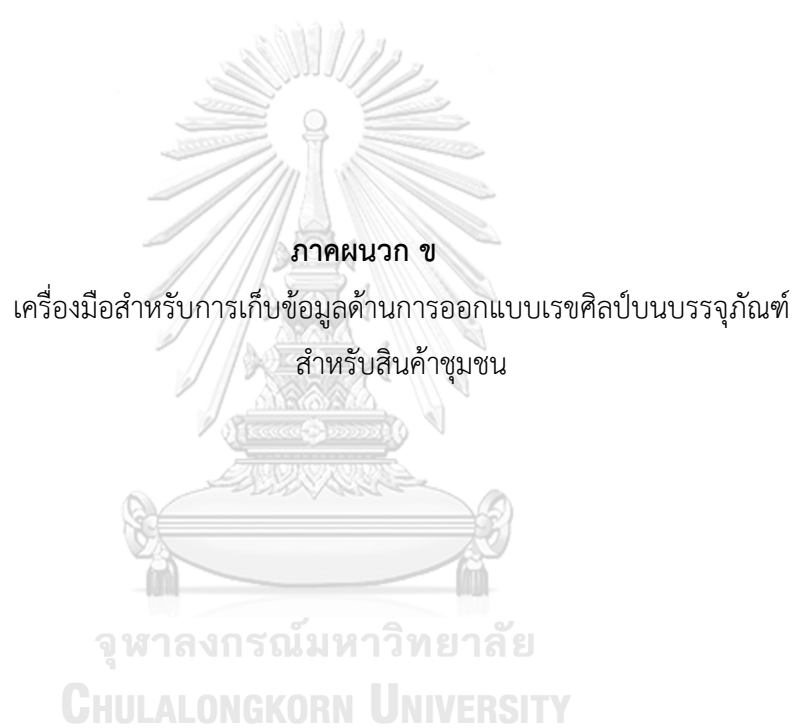 ภาคผนวก ข
เครื่องมือสำหรับการเก็บข้อมูลด้านการออกแบบเรขศิลป์บนบรรจุภัณฑ์
สำหรับสินค้าชุมชน
จุฬาลงกรณ์มหาวิทยาลัย
CHULALONGKORN UNIVERSITY